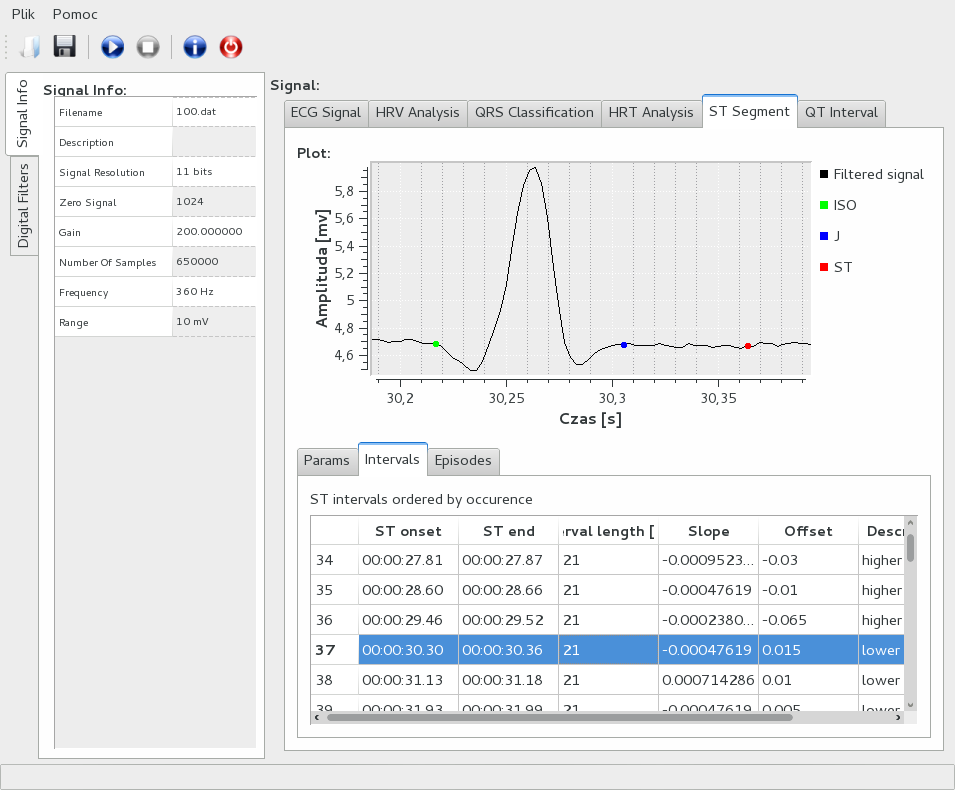 Plik Pomoc
Signal Info
Digital Filters
Signal Info:
Filename 100.dat
Description
Signal Resolution 11 bits
Zero Signal 1024
Gain 200.000000
Number Of Samples 650000
Frequency 360 Hz
Range 10 mV
Signal:
ECG Signal HRV Analysis QRS Classification HRT Analysis ST Segment QT Interval
Plot:
Amplituda [mv]
5,8
5,6
5,4
5,2
5
4,8
4,6
30,2 30,25 30,3 30,35
Czas [s]
Filtered signal
ISO
J
ST
Params Intervals Episodes
ST intervals ordered by occurence
ST onset ST end erval length [ Slope Offset Descr
34 00:00:27.81 00:00:27.87 21 -0.0009523... -0.03 higher
35 00:00:28.60 00:00:28.66 21 -0.00047619 -0.01 higher
36 00:00:29.46 00:00:29.52 21 -0.0002380... -0.065 higher
37 00:00:30.30 00:00:30.36 21 -0.00047619 0.015 lower
38 00:00:31.13 00:00:31.18 21 0.000714286 0.01 lower
39 00:00:31.93 00:00:31.99 21 -0.00047619 0.005 lower